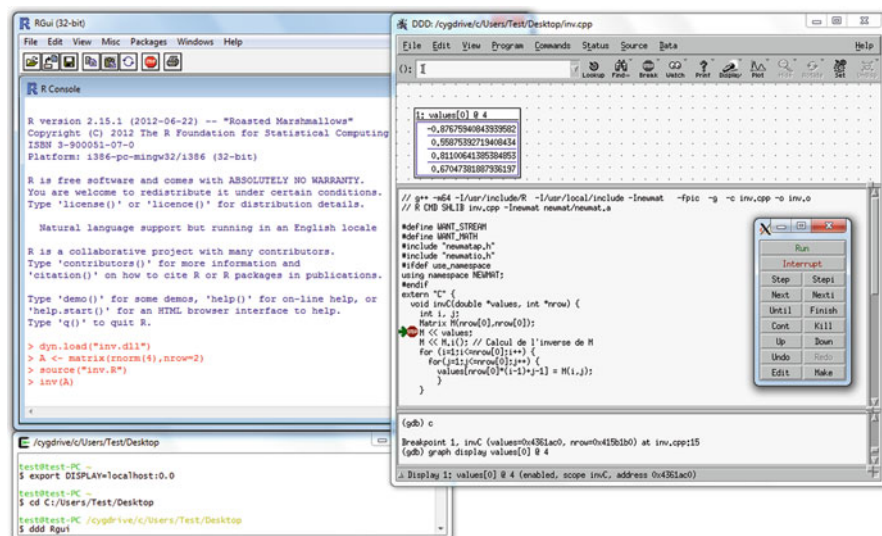 RGui (32-bit)
File Edit View Misc Packages Windows Help
R Console
R version 2.15.1 (2012-06-22) -- "Roasted Marshmallows"
Copyright (C) 2012 The R Foundation for Statistical Computing
ISBN 3-900051-07-0
Platform: i386-pc-mingw32/i386 (32-bit)
R is free software and comes with ABSOLUTELY NO WARRANTY.
You are welcome to redistribute it under certain conditions.
Type 'license()' or 'licence()' for distribution details.
Natural language support but running in an English locale
R is a collaborative project with many contributors.
Type 'contributors()' for more information and
'citation()' on how to cite R or R packages in publications.
Type 'demo()' for some demos, 'help()' for on-line help, or
'help.start()' for an HTML browser interface to help.
Type 'q()' to quit R.
> dyn.load("inv.dll")
> A <- matrix(rnorm(4),nrow=2)
> source("inv.R")
> inv(A)
/cygdrive/c/Users/Test/Desktop
test@test-PC ~
$ export DISPLAY=localhost:0.0
test@test-PC ~
$ cd C:/Users/Test/Desktop
test@test-PC /cygdrive/c/Users/Test/Desktop
$ ddd Rgui
DDD: /cygdrive/c/Users/Test/Desktop/inv.cpp
File Edit View Program Commands Status Source Data Help
():
Lookup Find» Break Watch Print Display Plot Rotate Set
1: values[0] @ 4
-0.87675940843939582
0.55875392719408434
0.81100641385384853
0.67047381887936197
// g++ -m64 -I/usr/include/R -I/usr/local/include -Inewmat -fpic -g -c inv.cpp -o inv.o
// R CMD SHLIB inv.cpp -Inewmat newmat/newmat.a
#define WANT_STREAM
#define WANT_MATH
#include "newmatap.h"
#include "newmatio.h"
#ifdef use_namespace
using namespace NEWMAT;
#endif
extern "C" {
void invC(double *values, int *nrow) {
int i, j;
Matrix M(nrow[0],nrow[0]);
M << values;
M << M.i(); // Calcul de l'inverse de M
for (i=1;i<=nrow[0];i++) {
for(j=1;j<=nrow[0];j++) {
values[nrow[0]*(i-1)+j-1] = M(i,j);
}
}
Run
Interrupt
Step Stepi
Next Nexti
Until Finish
Cont Kill
Up Down
Undo Redo
Edit Make
(gdb) c
Breakpoint 1, invC (values=0x4361ac0, nrow=0x415b1b0) at inv.cpp:15
(gdb) graph display values[0] @ 4
Display 1: values[0] @ 4 (enabled, scope invC, address 0x4361ac0)